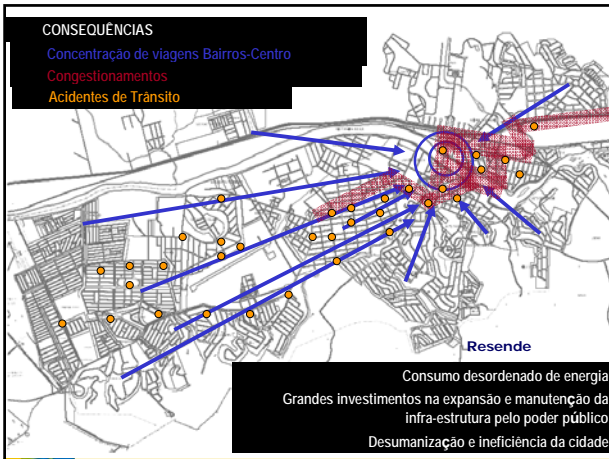 CONSEQUÊNCIAS
Concentração de viagens Bairros-Centro
Congestionamentos
Acidentes de Trânsito
Resende
Consumo desordenado de energia
Grandes investimentos na expansão e manutenção da
infra-estrutura pelo poder público
Desumanização e ineficiência da cidade